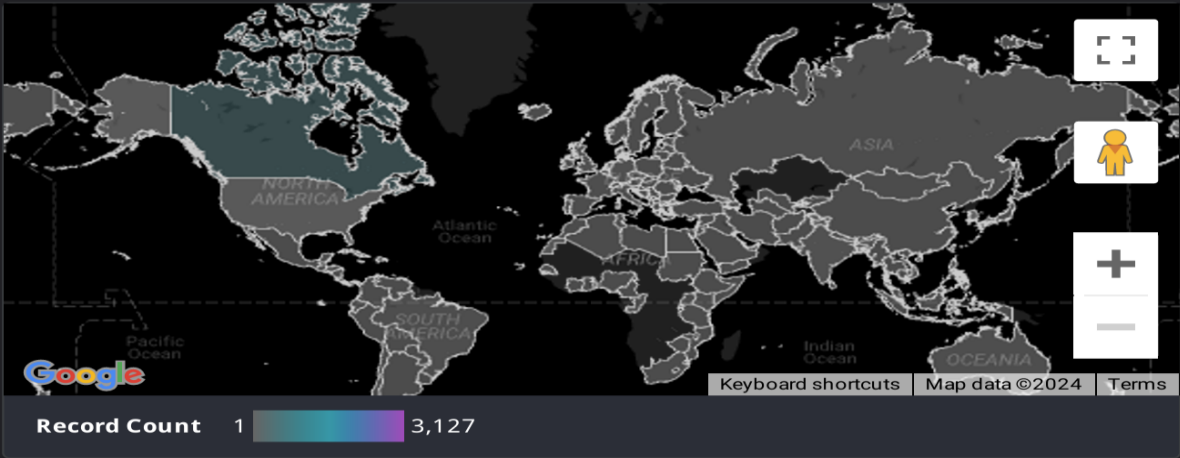 ASIA
NORTH
AMERICA
Atlantic
Ocean
AFRICA
SOUTH
AMERICA
Pacific
Ocean
Indian
Ocean
OCEANIA
Google
Keyboard shortcuts
Map data ©2024
Terms
Record Count 1 3,127